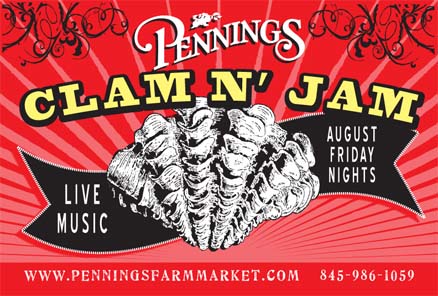 PENNINGS
CLAM N' JAM
LIVE
MUSIC
AUGUST
FRIDAY
NIGHTS
WWW.PENNINGSFARMMARKET.COM 845-986-1059